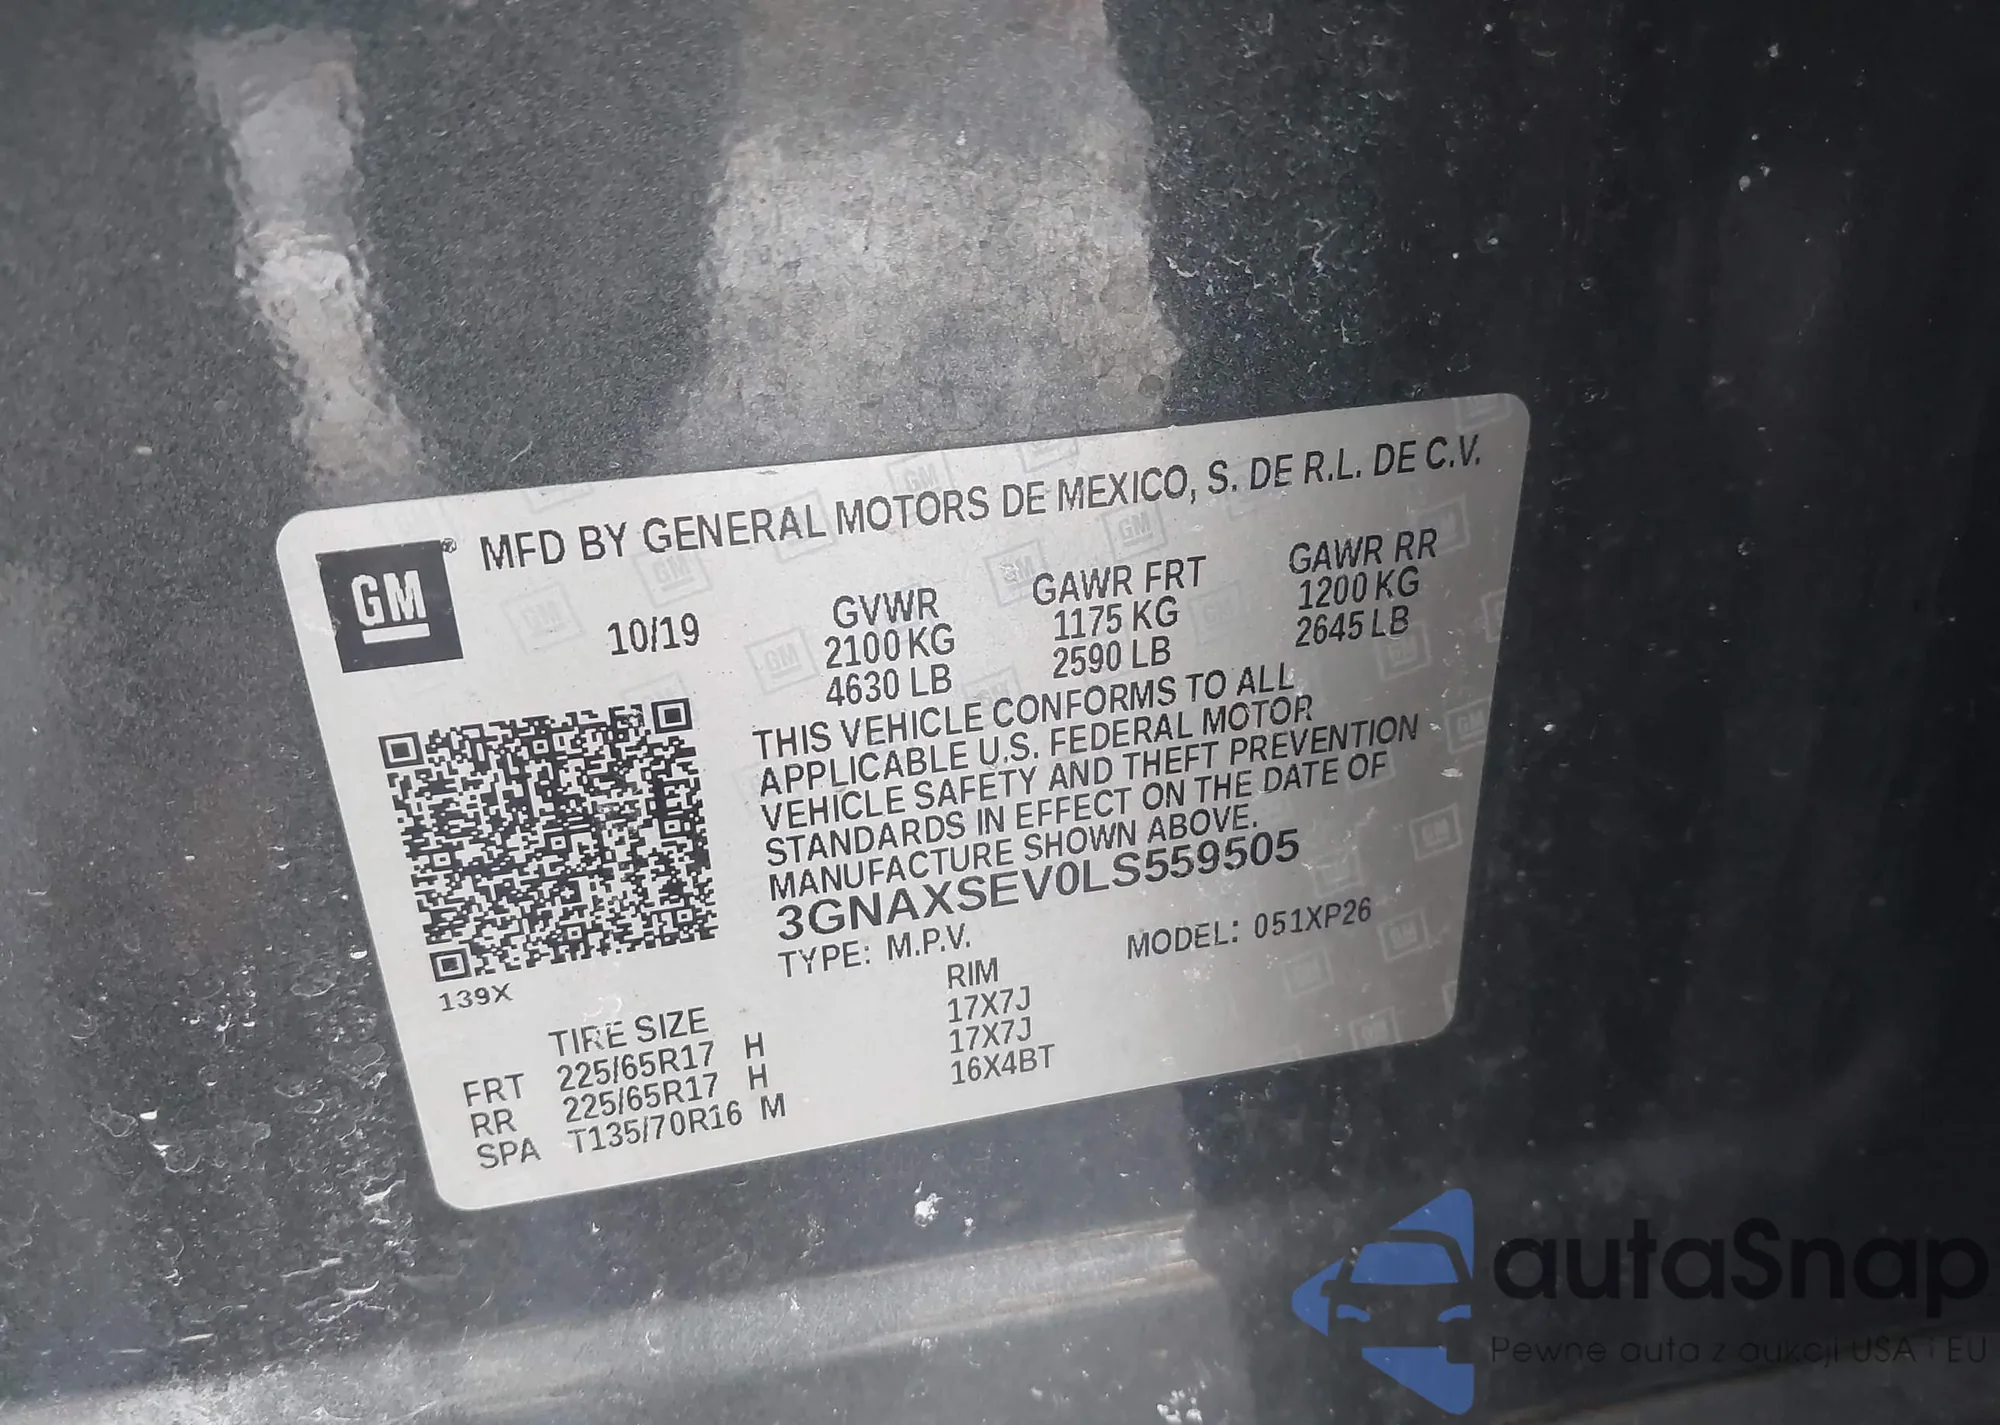 MFD BY GENERAL MOTORS DE MEXICO, S. DE R.L. DE C.V.
GM®
10/19
GVWR GAWR FRT GAWR RR
2100 KG 1175 KG 1200 KG
4630 LB 2590 LB 2645 LB
THIS VEHICLE CONFORMS TO ALL
APPLICABLE U.S. FEDERAL MOTOR
VEHICLE SAFETY AND THEFT PREVENTION
STANDARDS IN EFFECT ON THE DATE OF
MANUFACTURE SHOWN ABOVE.
3GNAXSEV0LS559505
TYPE: M.P.V. MODEL: 051XP26
139X
TIRE SIZE RIM
FRT 225/65R17 H 17X7J
RR 225/65R17 H 17X7J
SPA T135/70R16 M 16X4BT
autaSnap
Pewne auta z aukcji USA i EU